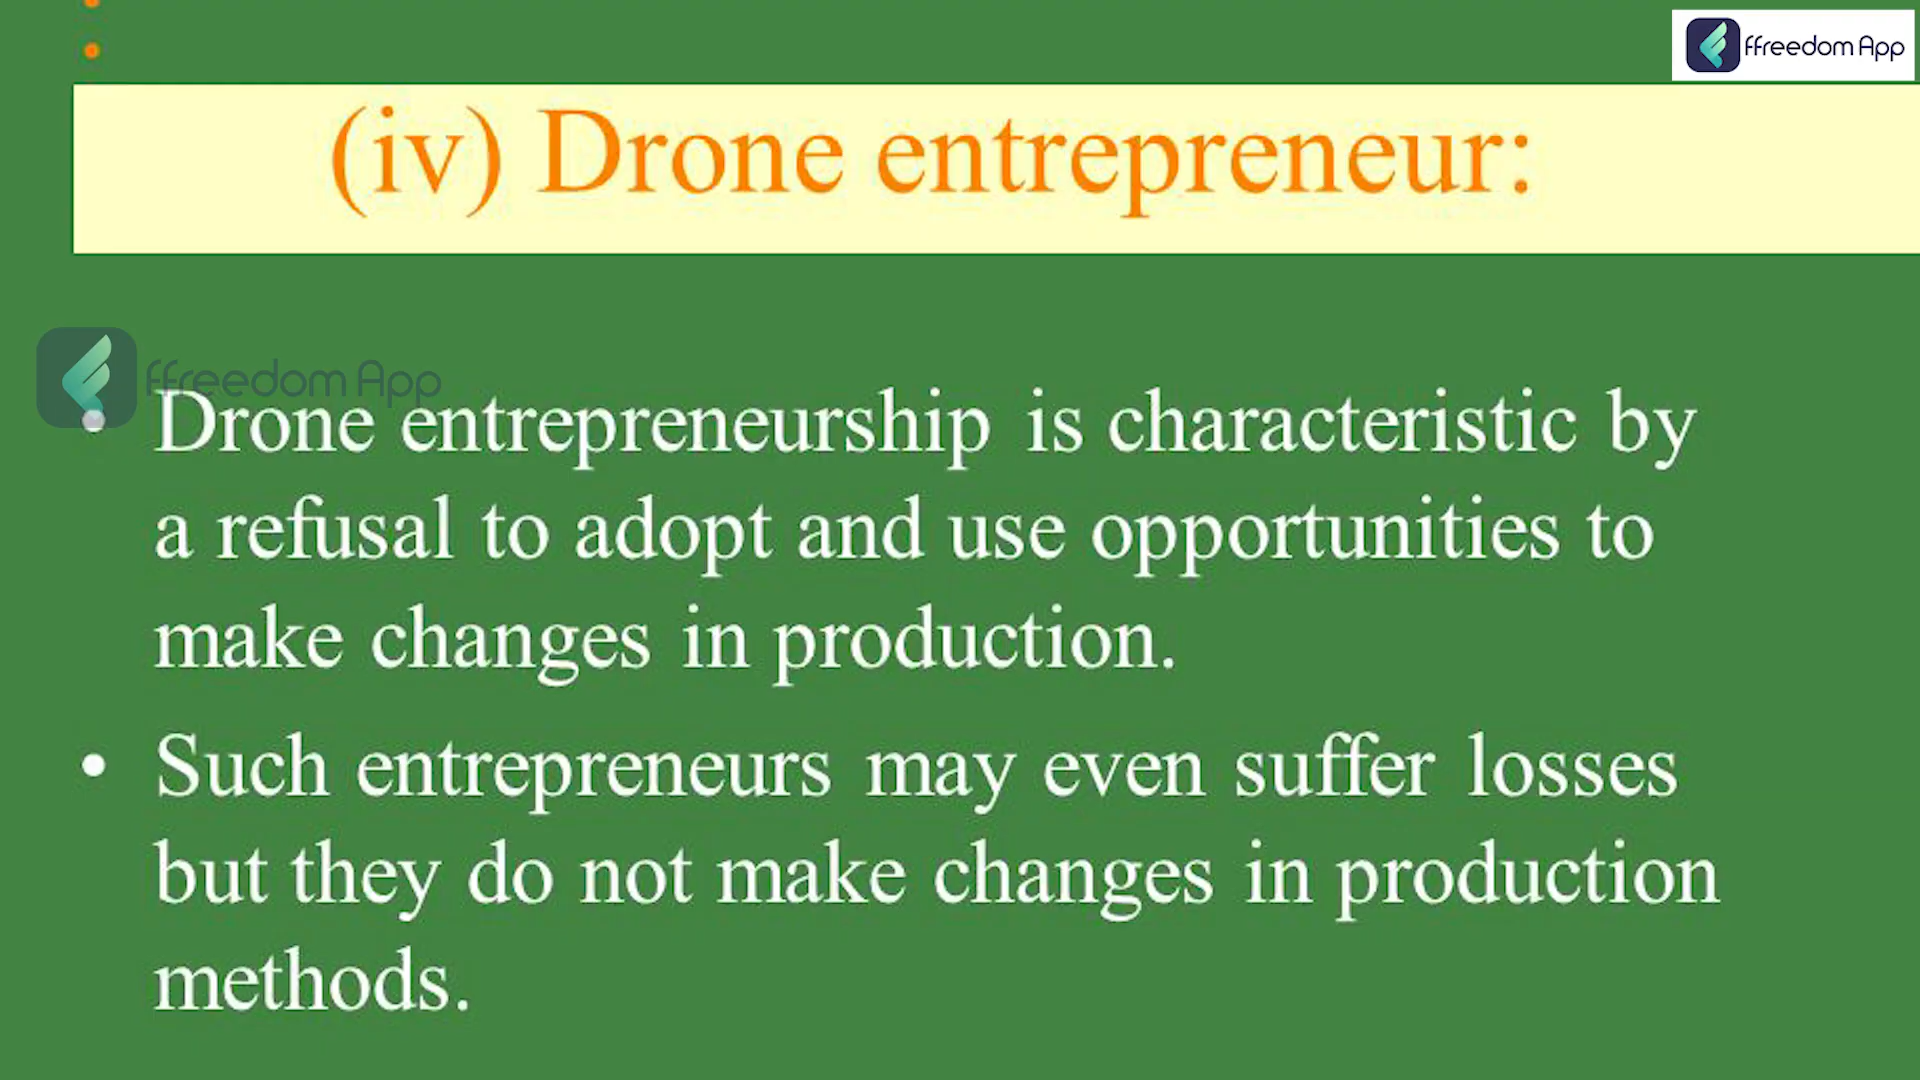 ffreedom App
(iv) Drone entrepreneur:
ffreedom App
• Drone entrepreneurship is characteristic by
a refusal to adopt and use opportunities to
make changes in production.
• Such entrepreneurs may even suffer losses
but they do not make changes in production
methods.